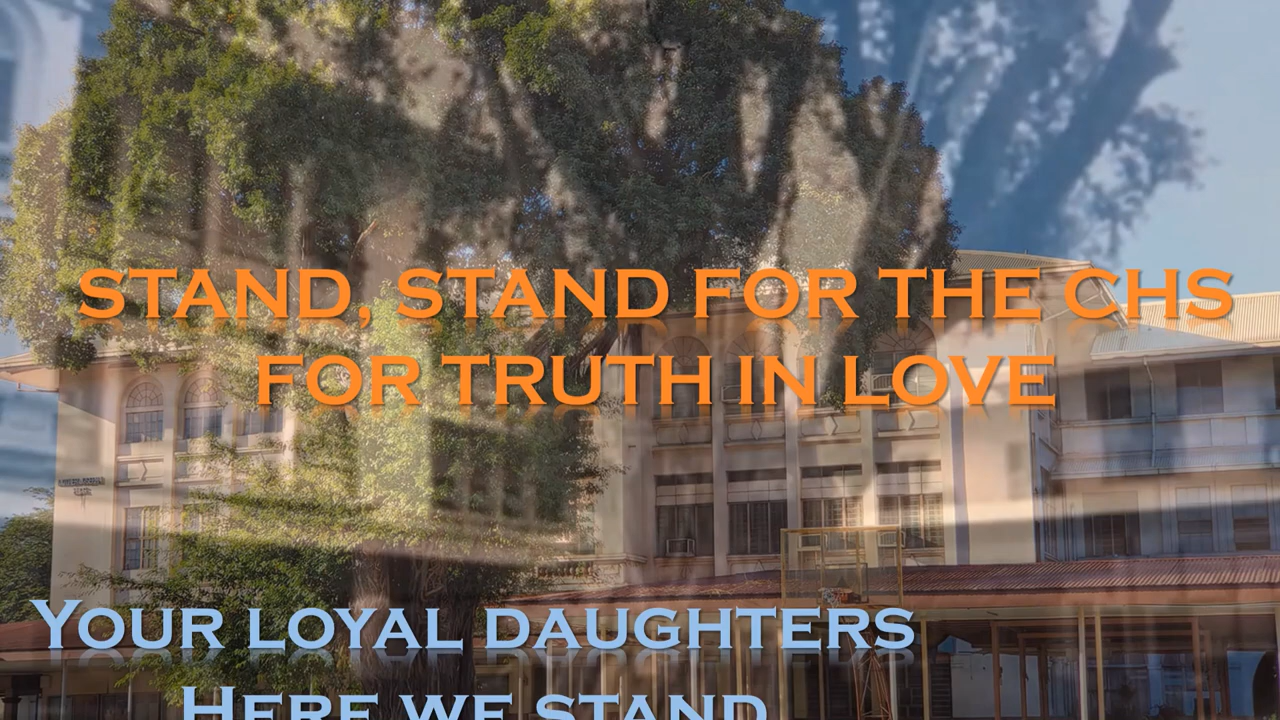 STAND, STAND FOR THE CHS
FOR TRUTH IN LOVE
YOUR LOYAL DAUGHTERS
HERE WE STAND